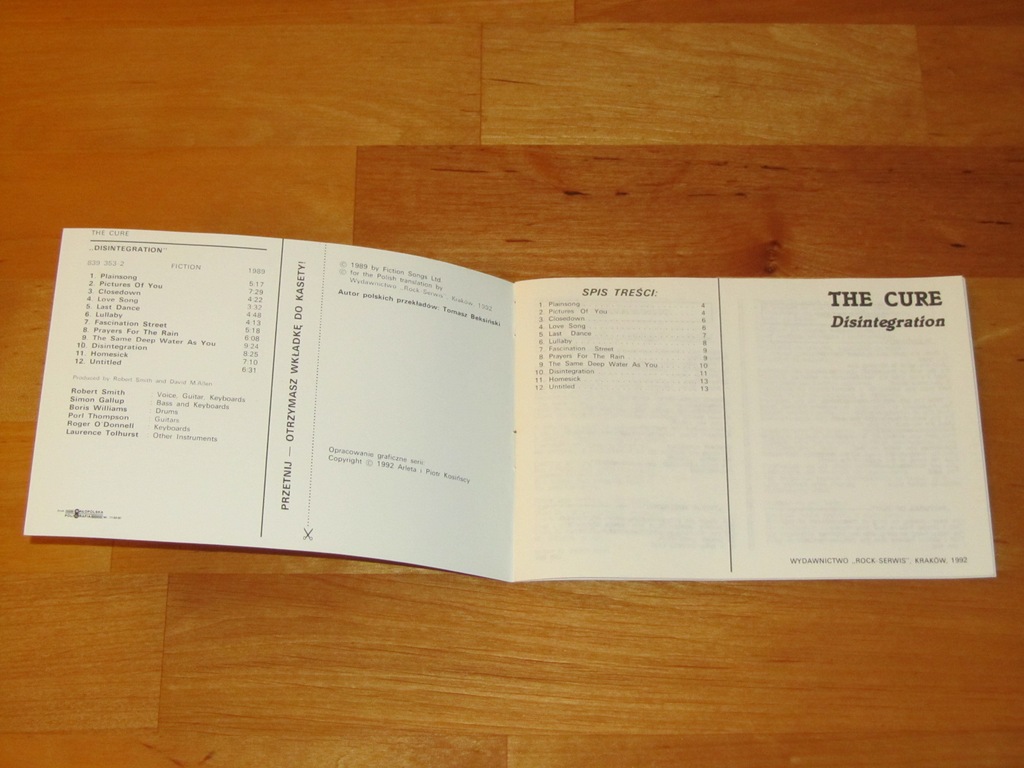 THE CURE
„DISINTEGRATION"
839 353 2 FICTION 1989
1. Plainsong 5:17
2. Pictures Of You 7:29
3. Closedown 4:22
4. Love Song 3:32
5. Last Dance 4:48
6. Lullaby 4:13
7. Fascination Street 5:18
8. Prayers For The Rain 6:08
9. The Same Deep Water As You 9:24
10. Disintegration 8:25
11. Homesick 7:10
12. Untitled 6:31
Produced by Robert Smith and David M.Allen
Robert Smith : Voice, Guitar, Keyboards
Simon Gallup : Bass and Keyboards
Boris Williams : Drums
Porl Thompson : Guitars
Roger O'Donnell : Keyboards
Laurence Tolhurst : Other Instruments
PRZETNIJ — OTRZYMASZ WKŁADKĘ DO KASETY!
© 1989 by Fiction Songs Ltd.
© for the Polish translation by
Wydawnictwo „Rock-Serwis", Kraków 1992
Autor polskich przekładów: Tomasz Beksiński
Opracowanie graficzne serii:
Copyright © 1992 Arleta i Piotr Kosińscy
SPIS TREŚCI:
1. Plainsong 4
2. Pictures Of You 4
3. Closedown 6
4. Love Song 6
5. Last Dance 7
6. Lullaby 8
7. Fascination Street 9
8. Prayers For The Rain 9
9. The Same Deep Water As You 10
10. Disintegration 11
11. Homesick 13
12. Untitled 13
THE CURE
Disintegration
WYDAWNICTWO „ROCK-SERWIS", KRAKÓW, 1992